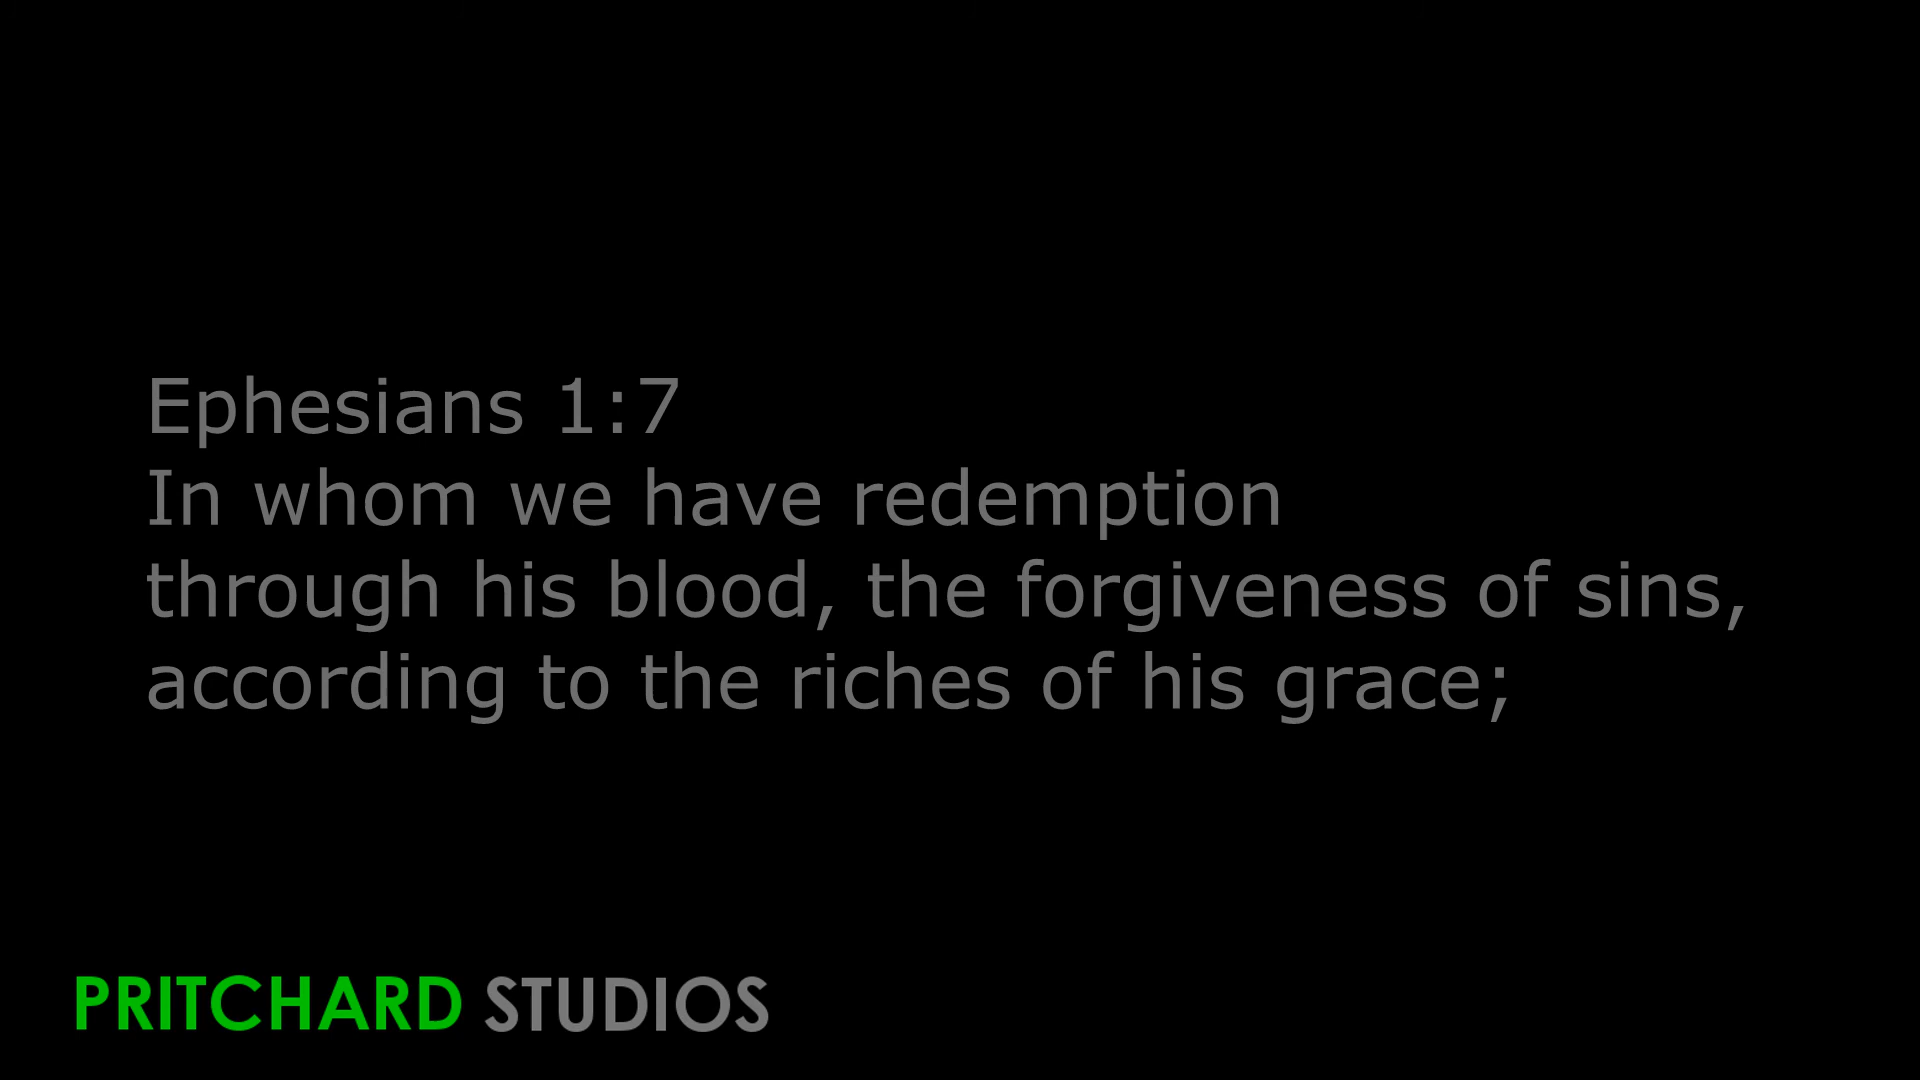 Ephesians 1:7
In whom we have redemption
through his blood, the forgiveness of sins,
according to the riches of his grace;
PRITCHARD STUDIOS